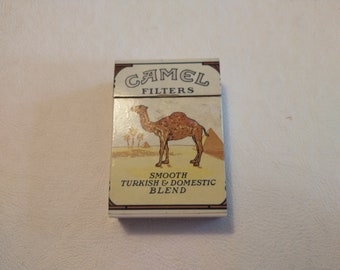 CAMEL
FILTERS
SMOOTH
TURKISH & DOMESTIC
BLEND